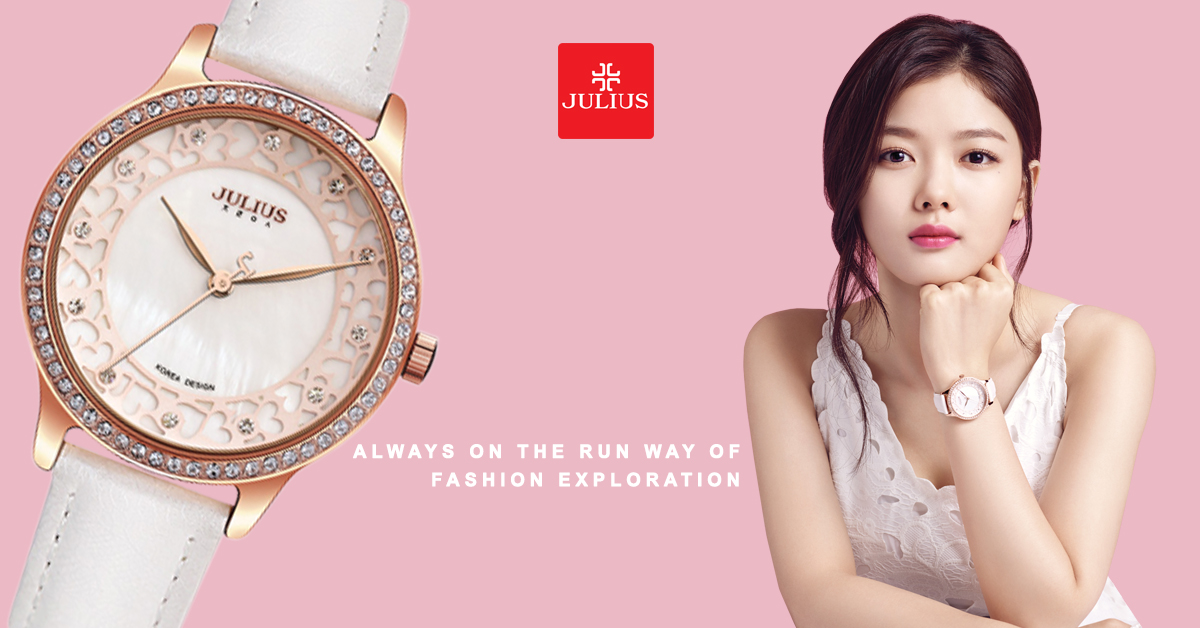 JULIUS
JULIUS
KOREA DESIGN
ALWAYS ON THE RUN WAY OF
FASHION EXPLORATION